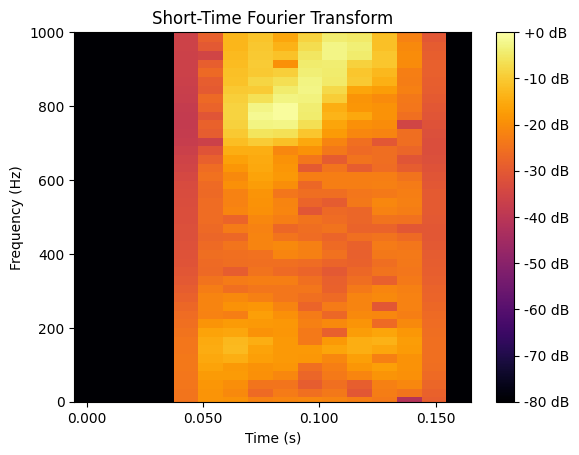 Short-Time Fourier Transform
1000
800
600
400
200
0
Frequency (Hz)
0.000
0.050
0.100
0.150
Time (s)
+0 dB
-10 dB
-20 dB
-30 dB
-40 dB
-50 dB
-60 dB
-70 dB
-80 dB